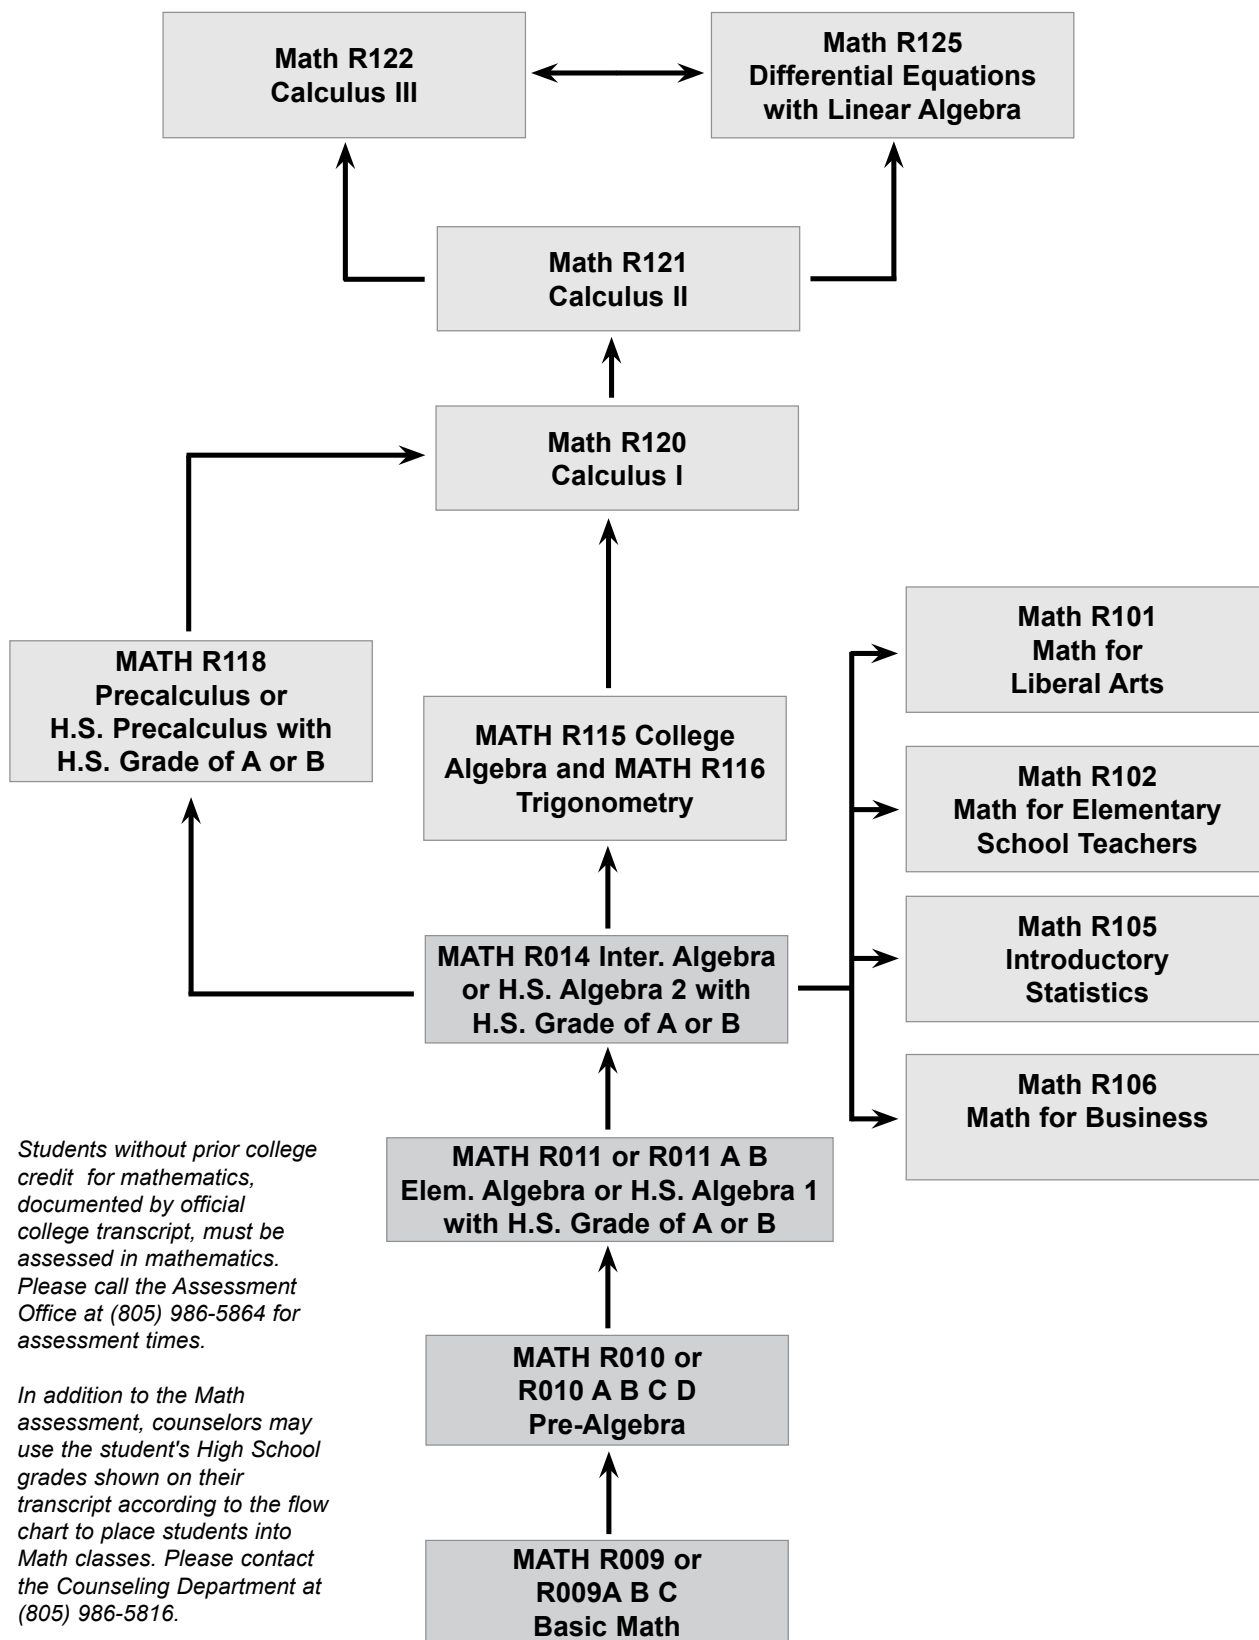 Math R122
Calculus III
Math R125
Differential Equations
with Linear Algebra
Math R121
Calculus II
Math R120
Calculus I
MATH R118
Precalculus or
H.S. Precalculus with
H.S. Grade of A or B
MATH R115 College
Algebra and MATH R116
Trigonometry
Math R101
Math for
Liberal Arts
Math R102
Math for Elementary
School Teachers
MATH R014 Inter. Algebra
or H.S. Algebra 2 with
H.S. Grade of A or B
Math R105
Introductory
Statistics
Math R106
Math for Business
MATH R011 or R011 A B
Elem. Algebra or H.S. Algebra 1
with H.S. Grade of A or B
Students without prior college
credit for mathematics,
documented by official
college transcript, must be
assessed in mathematics.
Please call the Assessment
Office at (805) 986-5864 for
assessment times.
MATH R010 or
R010 A B C D
Pre-Algebra
In addition to the Math
assessment, counselors may
use the student's High School
grades shown on their
transcript according to the flow
chart to place students into
Math classes. Please contact
the Counseling Department at
(805) 986-5816.
MATH R009 or
R009A B C
Basic Math